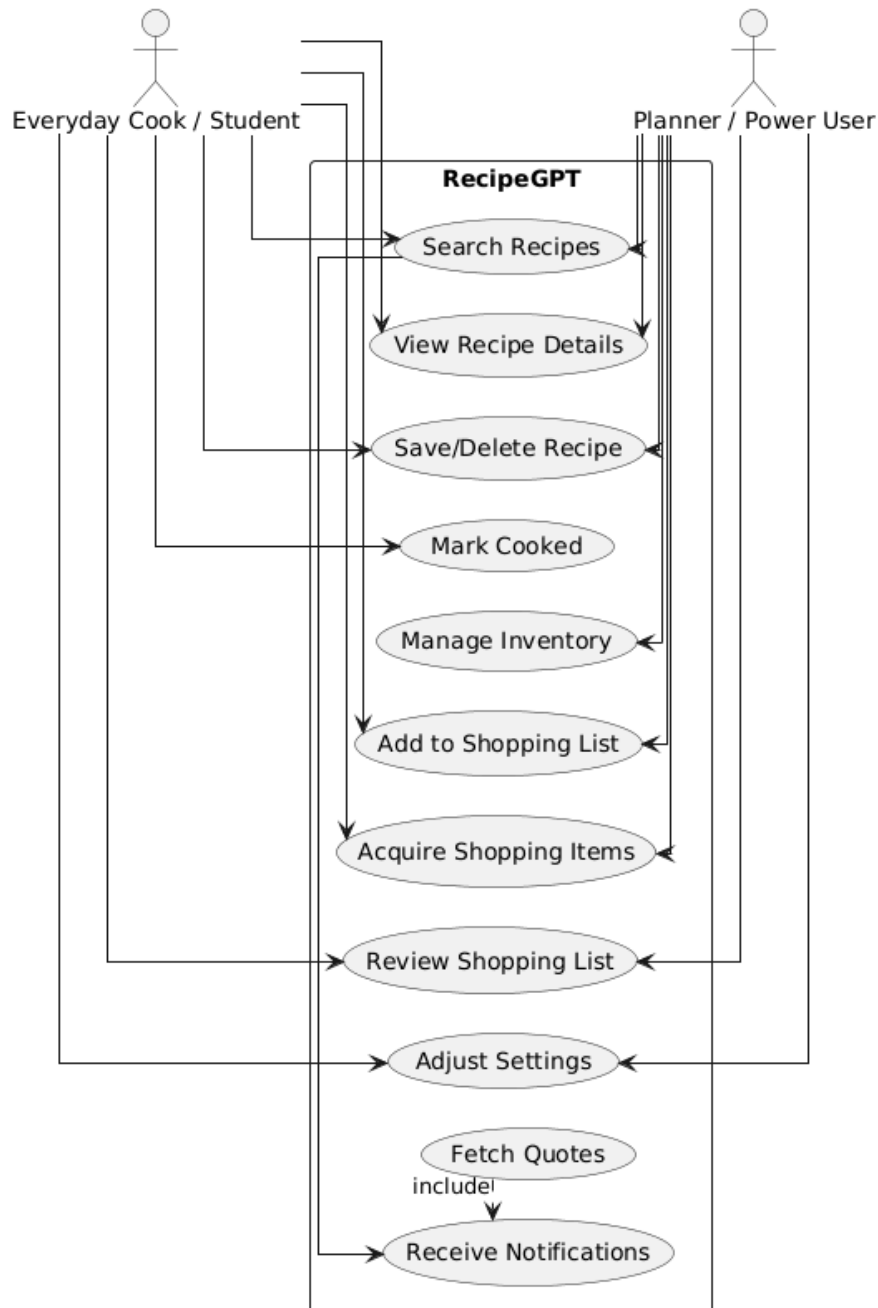 Everyday Cook / Student
Planner / Power User
RecipeGPT
Search Recipes
View Recipe Details
Save/Delete Recipe
Mark Cooked
Manage Inventory
Add to Shopping List
Acquire Shopping Items
Review Shopping List
Adjust Settings
Fetch Quotes
include
Receive Notifications